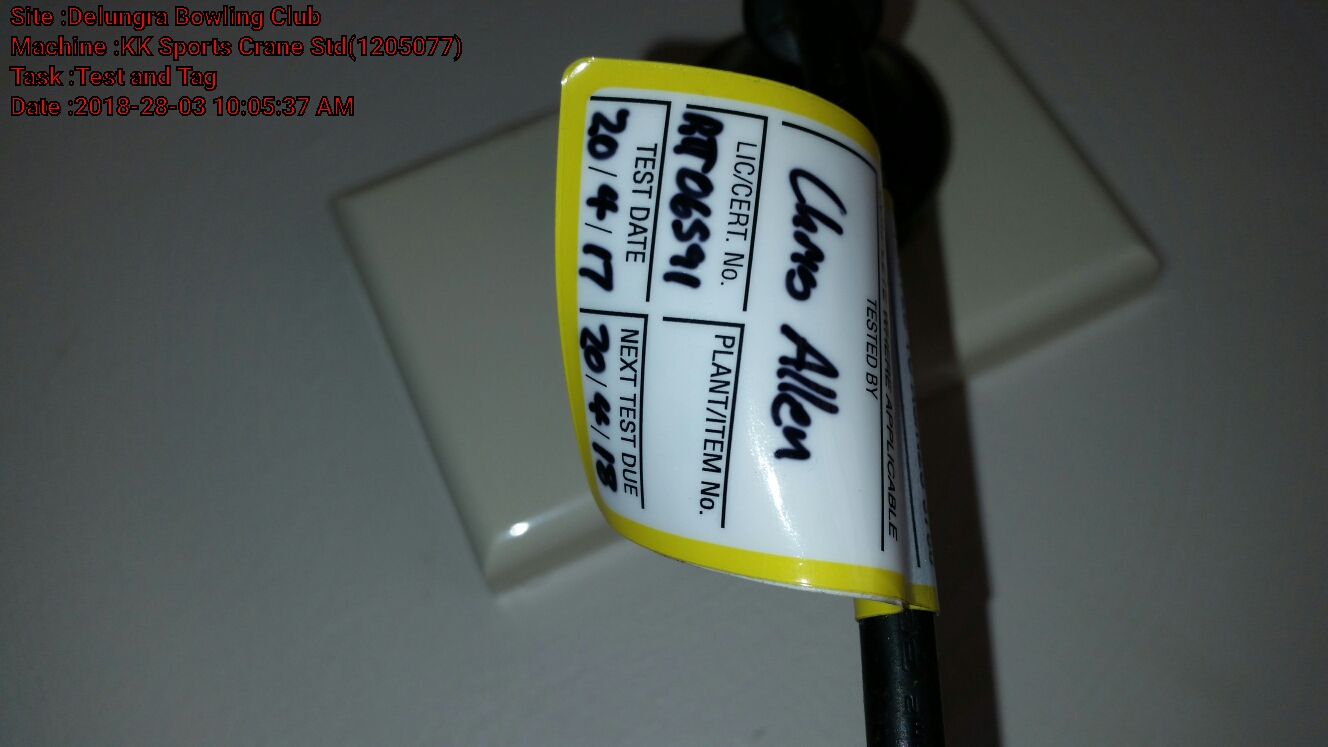 Site :Delungra Bowling Club
Machine :KK Sports Crane Std(1205077)
Task :Test and Tag
Date :2018-28-03 10:05:37 AM
WHERE APPLICABLE
TESTED BY
Chris Allen
LIC/CERT. No.
PLANT/ITEM No.
TEST DATE
NEXT TEST DUE
20/4/17
20/4/18